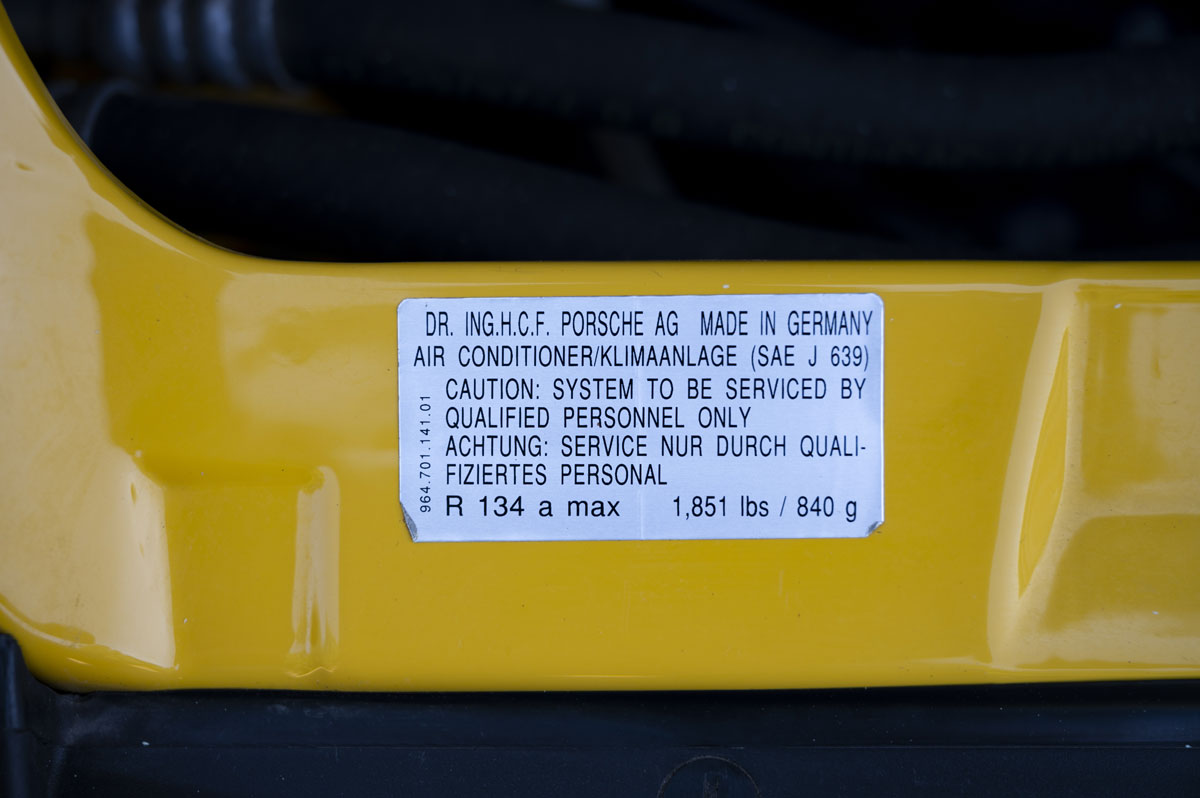 DR. ING.H.C.F. PORSCHE AG MADE IN GERMANY
AIR CONDITIONER/KLIMAANLAGE (SAE J 639)
CAUTION: SYSTEM TO BE SERVICED BY
QUALIFIED PERSONNEL ONLY
ACHTUNG: SERVICE NUR DURCH QUALI-
FIZIERTES PERSONAL
R 134 a max 1,851 lbs / 840 g
964.701.141.01